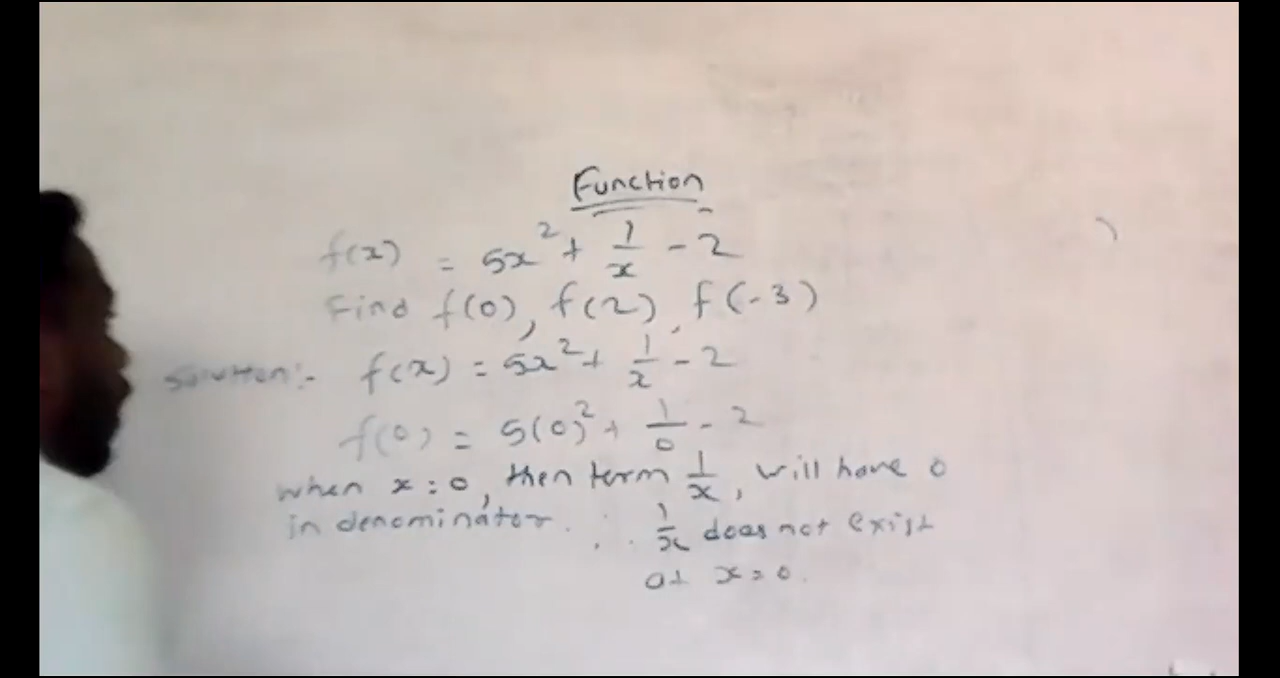 Function
f(x) = 5x² + 1/x - 2
Find f(0), f(2), f(-3)
Solution:- f(x) = 5x² + 1/x - 2
f(0) = 5(0)² + 1/0 - 2
when x = 0, then term 1/x, will have 0
in denominator. ∴ 1/x does not exist
at x = 0.